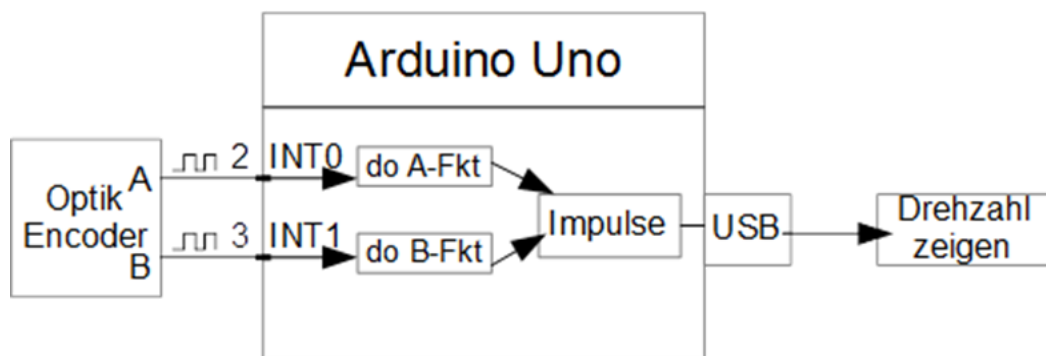 Arduino Uno
Optik
Encoder
A
B
2
3
INT0
INT1
do A-Fkt
do B-Fkt
Impulse
USB
Drehzahl
zeigen